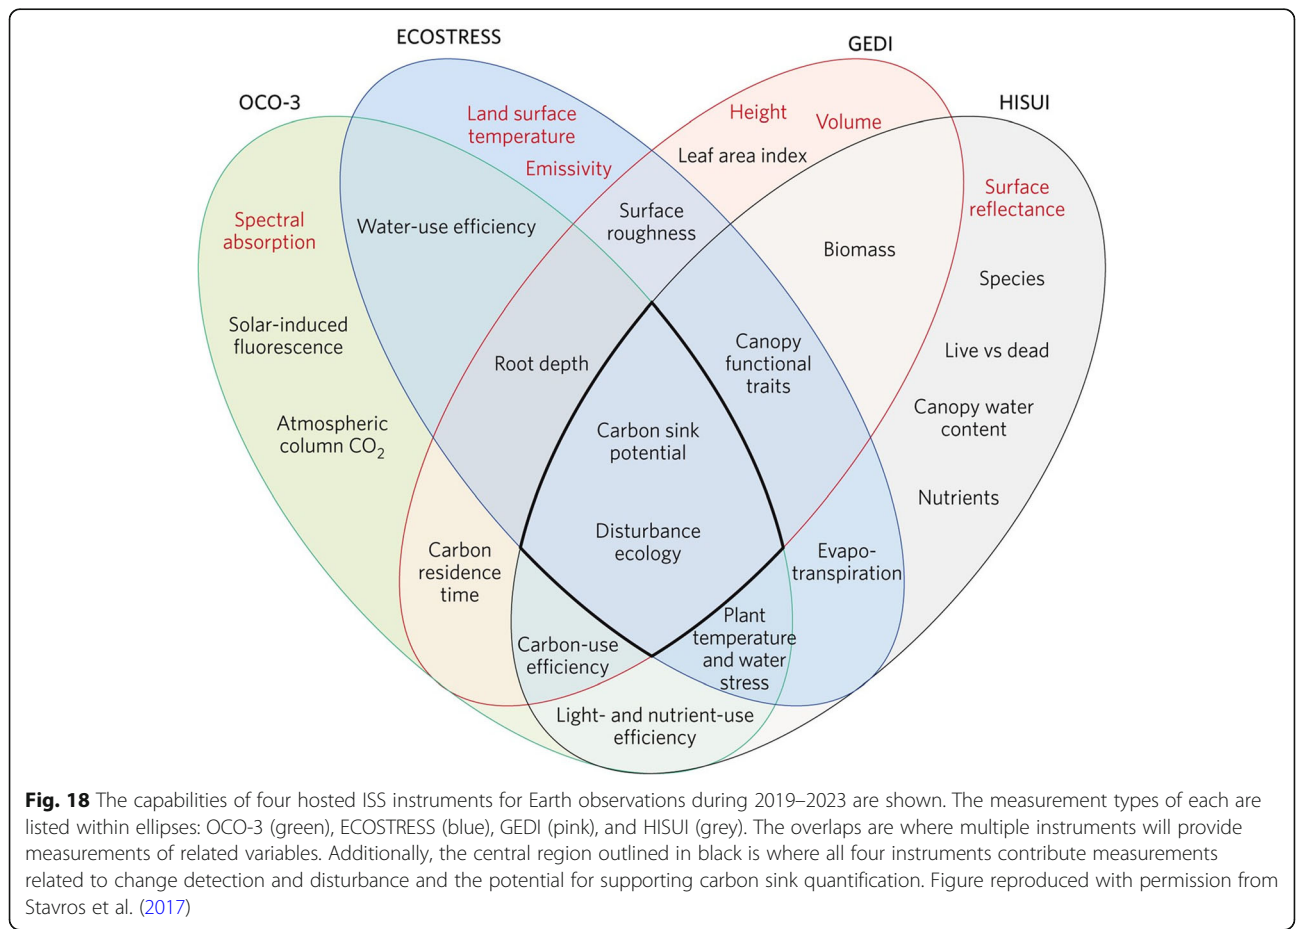 ECOSTRESS
GEDI
OCO-3
HISUI
Land surface
temperature
Emissivity
Height
Volume
Leaf area index
Surface
reflectance
Spectral
absorption
Water-use efficiency
Surface
roughness
Biomass
Species
Solar-induced
fluorescence
Root depth
Canopy
functional
traits
Live vs dead
Atmospheric
column CO₂
Carbon sink
potential
Canopy water
content
Nutrients
Disturbance
ecology
Carbon
residence
time
Evapo-
transpiration
Carbon-use
efficiency
Plant
temperature
and water
stress
Light- and nutrient-use
efficiency
Fig. 18 The capabilities of four hosted ISS instruments for Earth observations during 2019–2023 are shown. The measurement types of each are
listed within ellipses: OCO-3 (green), ECOSTRESS (blue), GEDI (pink), and HISUI (grey). The overlaps are where multiple instruments will provide
measurements of related variables. Additionally, the central region outlined in black is where all four instruments contribute measurements
related to change detection and disturbance and the potential for supporting carbon sink quantification. Figure reproduced with permission from
Stavros et al. (2017)